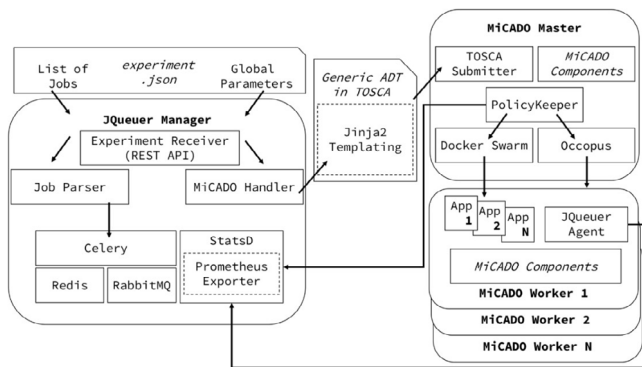 List of
Jobs
experiment
.json
Global
Parameters
JQueuer Manager
Experiment Receiver
(REST API)
Job Parser
MiCADO Handler
Celery
Redis
RabbitMQ
StatsD
Prometheus
Exporter
Generic ADT
in TOSCA
Jinja2
Templating
MiCADO Master
TOSCA
Submitter
MiCADO
Components
PolicyKeeper
Docker Swarm
Occopus
App
1
App
2
App
N
JQueuer
Agent
MiCADO Components
MiCADO Worker 1
MiCADO Worker 2
MiCADO Worker N